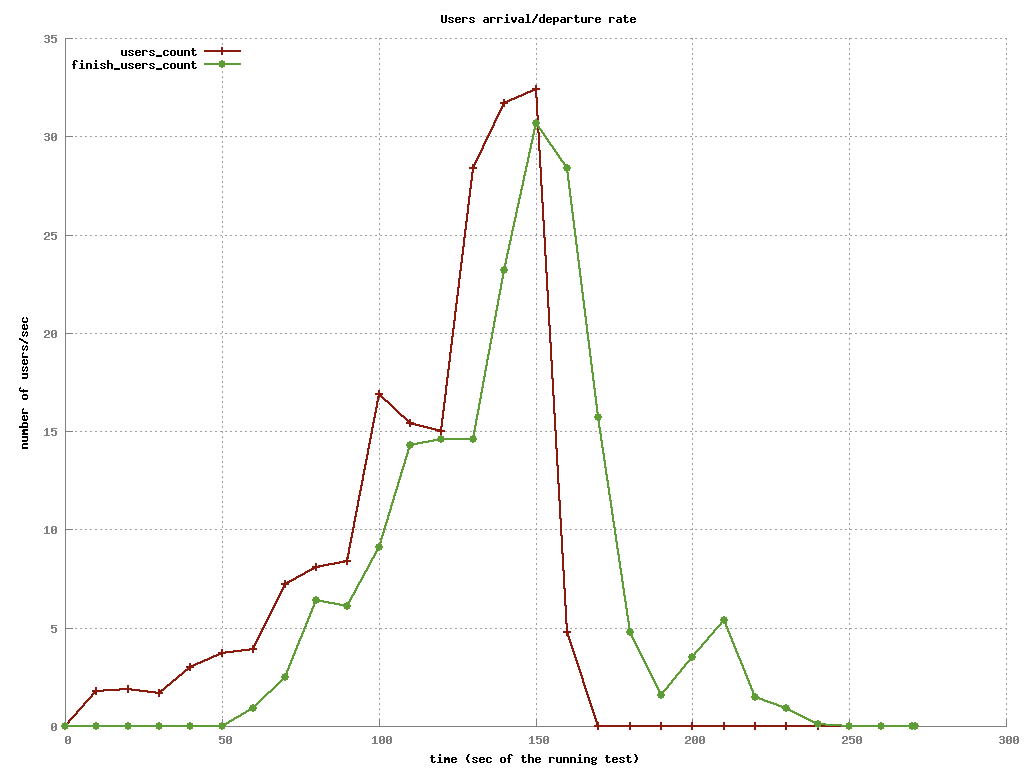 Users arrival/departure rate
users_count
finish_users_count
35
30
25
20
15
10
5
0
number of users/sec
0 50 100 150 200 250 300
time (sec of the running test)